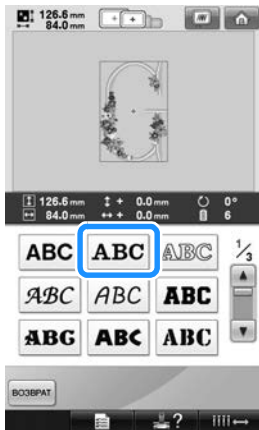 126.6 mm
84.0 mm
126.6 mm + 0.0 mm 0°
84.0 mm + 0.0 mm 6
ABC ABC ABC 1/3
ABC ABC ABC
ABG ABC ABC
ВОЗВРАТ
?